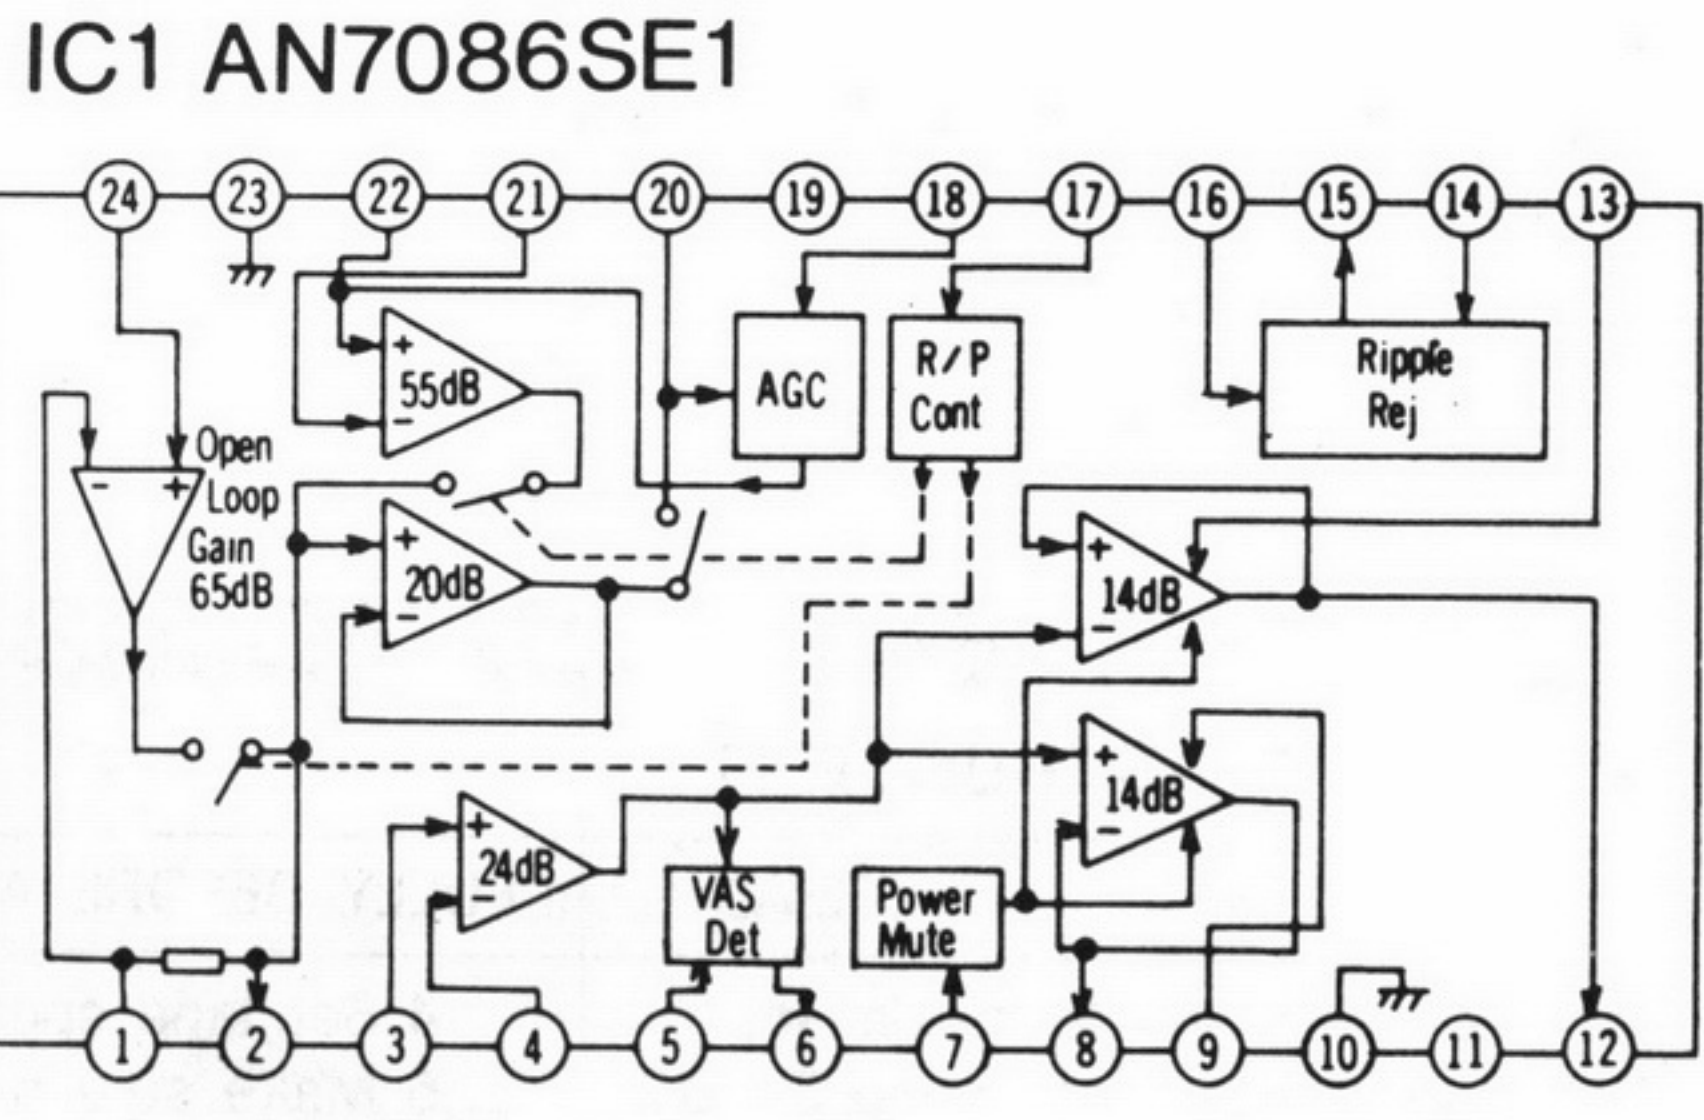 IC1 AN7086SE1
24 23 22 21 20 19 18 17 16 15 14 13
+
55dB
-
AGC
R/P
Cont
Ripple
Rej
- +
Open
Loop
Gain
65dB
+
20dB
-
+
14dB
-
+
14dB
-
+
24dB
-
VAS
Det
Power
Mute
1 2 3 4 5 6 7 8 9 10 11 12